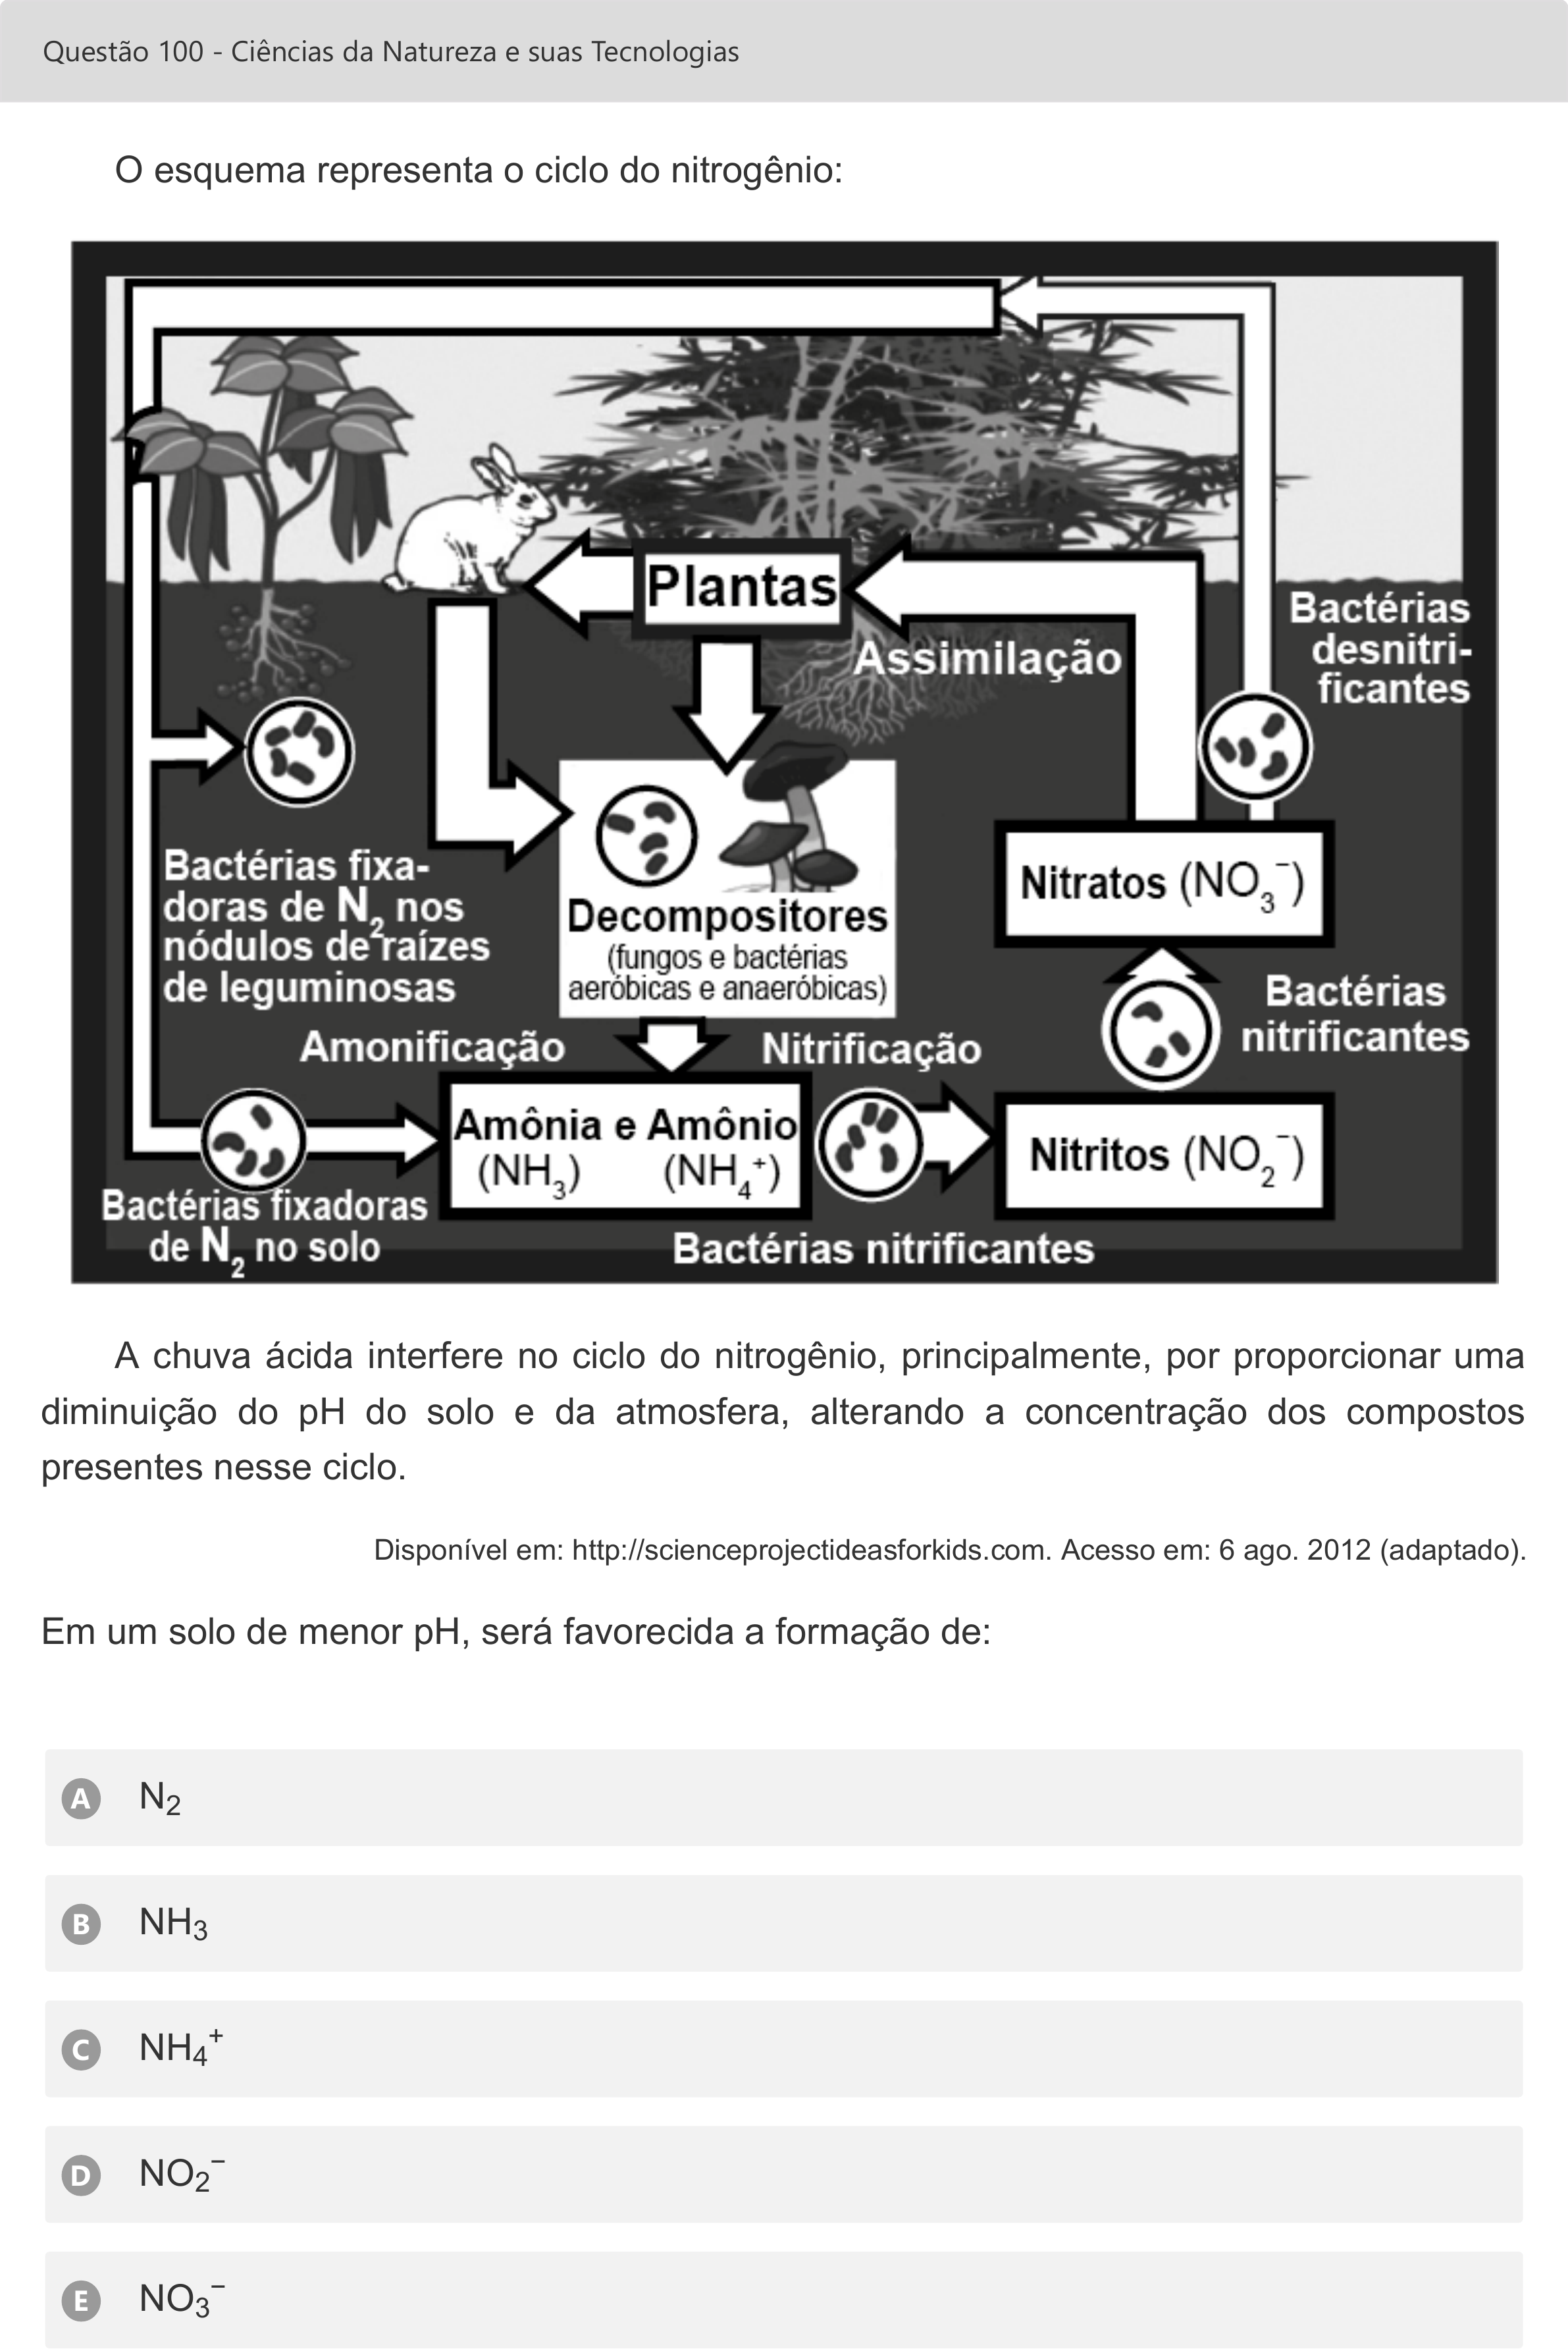 Questão 100 - Ciências da Natureza e suas Tecnologias
O esquema representa o ciclo do nitrogênio:
Plantas
Assimilação
Bactérias
desnitri-
ficantes
Bactérias fixa-
doras de N₂ nos
nódulos de raízes
de leguminosas
Decompositores
(fungos e bactérias
aeróbicas e anaeróbicas)
Nitratos (NO₃⁻)
Bactérias
nitrificantes
Amonificação
Nitrificação
Amônia e Amônio
(NH₃) (NH₄⁺)
Nitritos (NO₂⁻)
Bactérias fixadoras
de N₂ no solo
Bactérias nitrificantes
A chuva ácida interfere no ciclo do nitrogênio, principalmente, por proporcionar uma
diminuição do pH do solo e da atmosfera, alterando a concentração dos compostos
presentes nesse ciclo.
Disponível em: http://scienceprojectideasforkids.com. Acesso em: 6 ago. 2012 (adaptado).
Em um solo de menor pH, será favorecida a formação de:
A N₂
B NH₃
C NH₄⁺
D NO₂⁻
E NO₃⁻